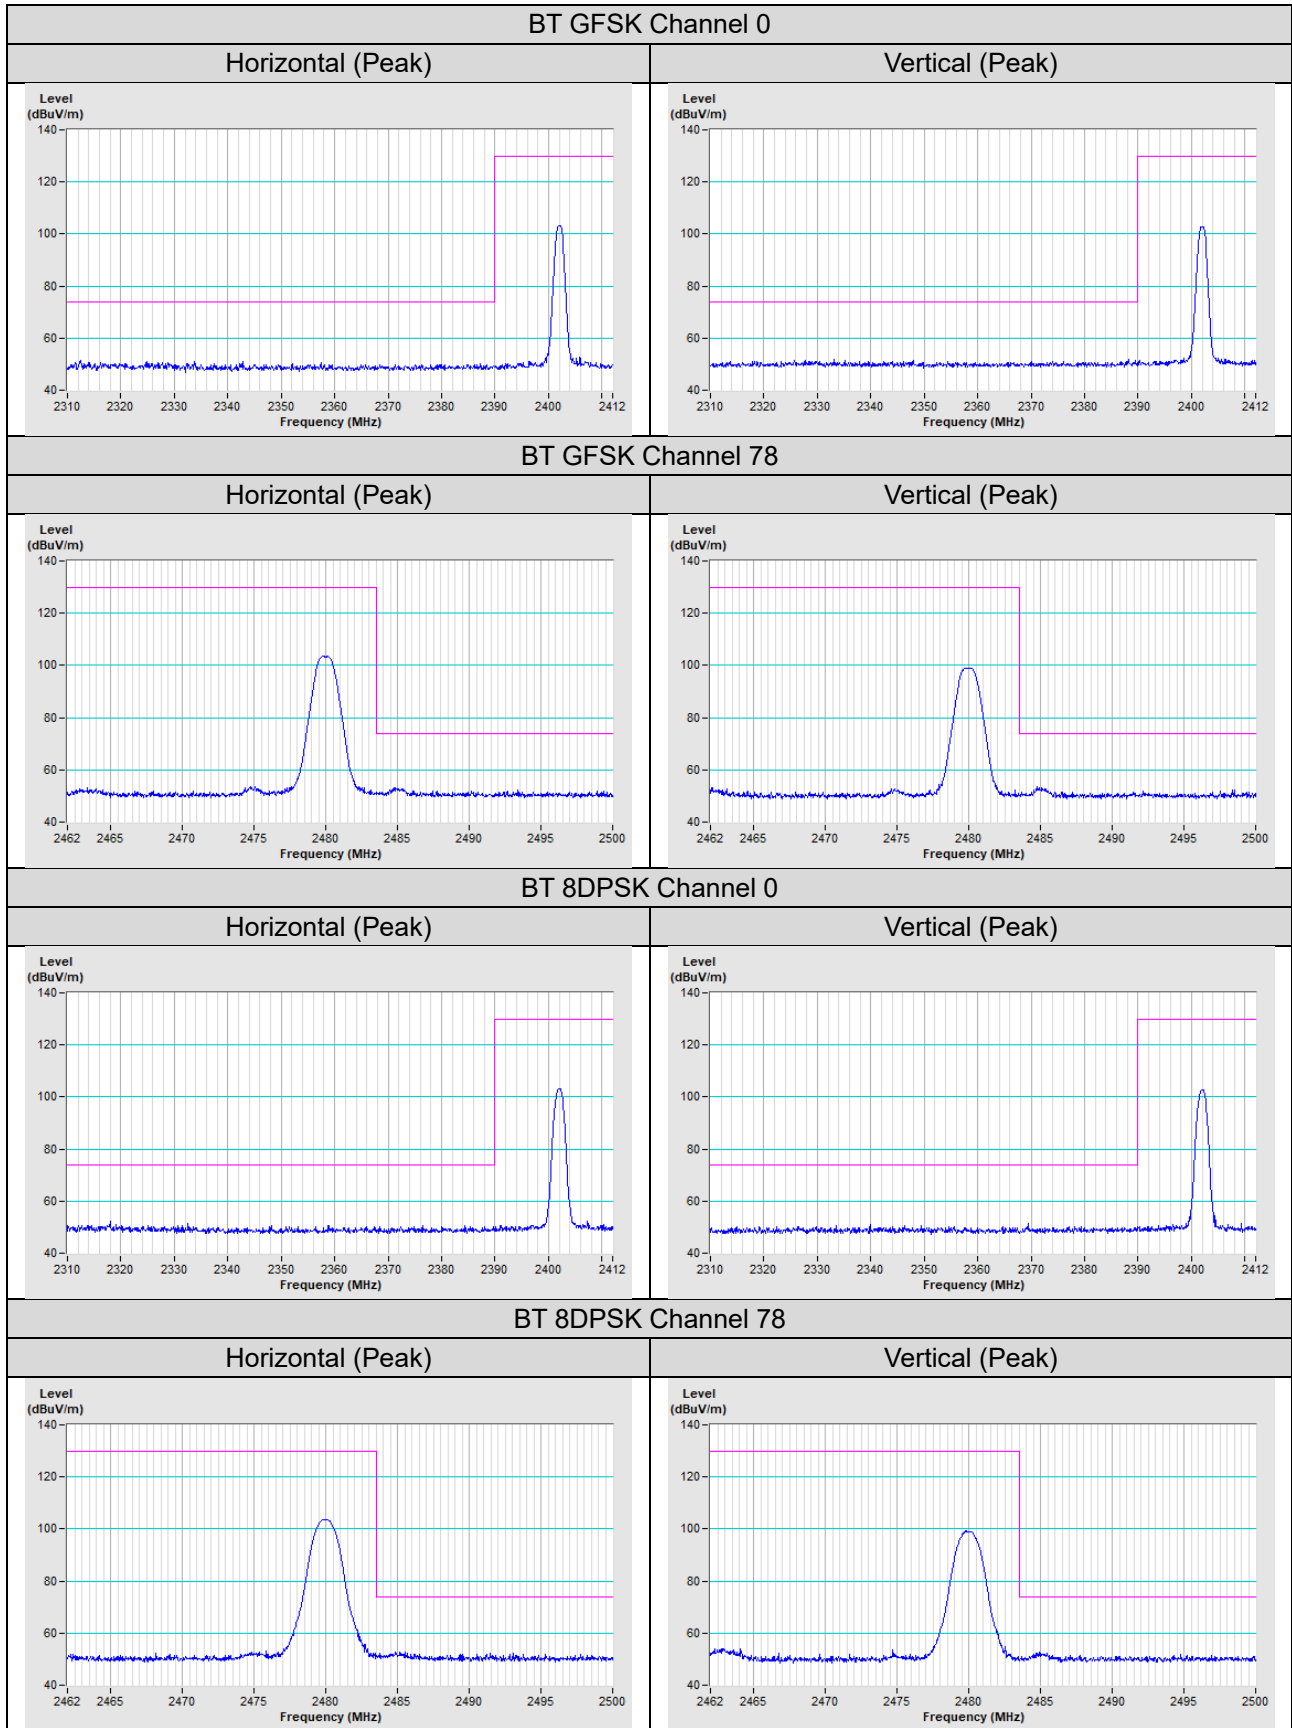 BT GFSK Channel 0
Horizontal (Peak) Vertical (Peak)
Level
(dBuV/m)
140
120
100
80
60
40
2310 2320 2330 2340 2350 2360 2370 2380 2390 2400 2412
Frequency (MHz)
Level
(dBuV/m)
140
120
100
80
60
40
2310 2320 2330 2340 2350 2360 2370 2380 2390 2400 2412
Frequency (MHz)
BT GFSK Channel 78
Horizontal (Peak) Vertical (Peak)
Level
(dBuV/m)
140
120
100
80
60
40
2462 2465 2470 2475 2480 2485 2490 2495 2500
Frequency (MHz)
Level
(dBuV/m)
140
120
100
80
60
40
2462 2465 2470 2475 2480 2485 2490 2495 2500
Frequency (MHz)
BT 8DPSK Channel 0
Horizontal (Peak) Vertical (Peak)
Level
(dBuV/m)
140
120
100
80
60
40
2310 2320 2330 2340 2350 2360 2370 2380 2390 2400 2412
Frequency (MHz)
Level
(dBuV/m)
140
120
100
80
60
40
2310 2320 2330 2340 2350 2360 2370 2380 2390 2400 2412
Frequency (MHz)
BT 8DPSK Channel 78
Horizontal (Peak) Vertical (Peak)
Level
(dBuV/m)
140
120
100
80
60
40
2462 2465 2470 2475 2480 2485 2490 2495 2500
Frequency (MHz)
Level
(dBuV/m)
140
120
100
80
60
40
2462 2465 2470 2475 2480 2485 2490 2495 2500
Frequency (MHz)